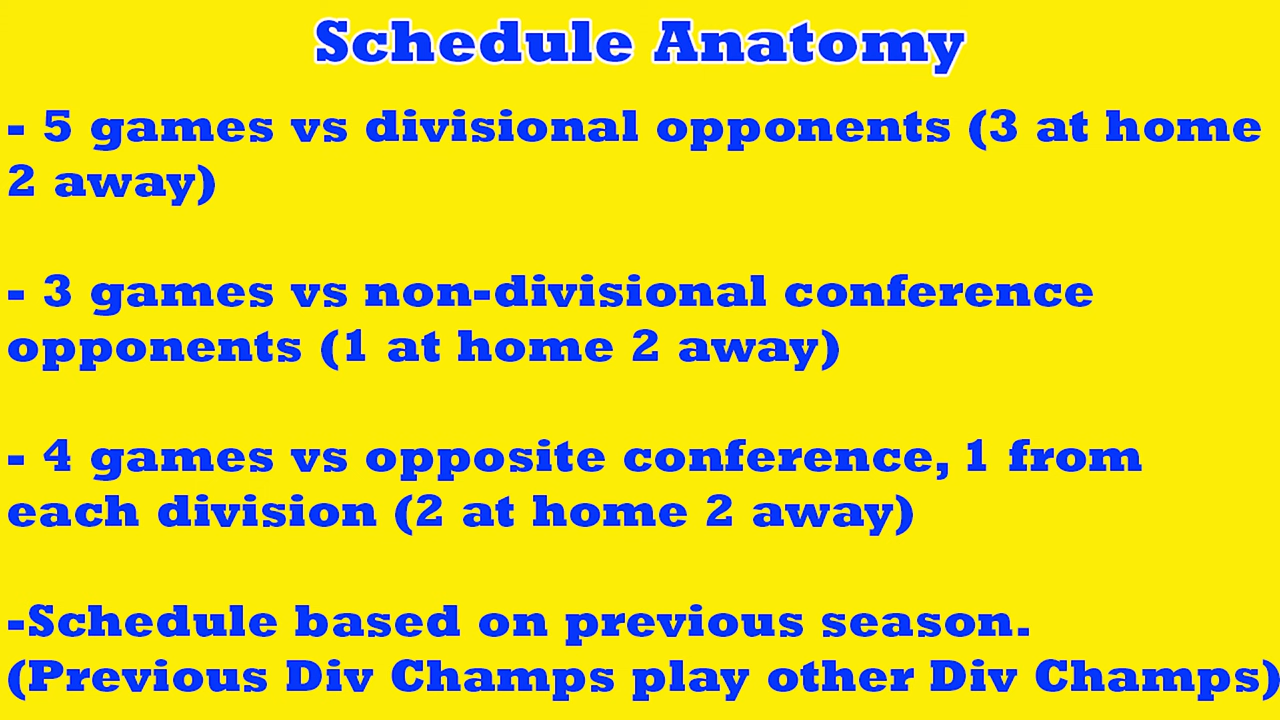 Schedule Anatomy
- 5 games vs divisional opponents (3 at home
2 away)
- 3 games vs non-divisional conference
opponents (1 at home 2 away)
- 4 games vs opposite conference, 1 from
each division (2 at home 2 away)
-Schedule based on previous season.
(Previous Div Champs play other Div Champs)